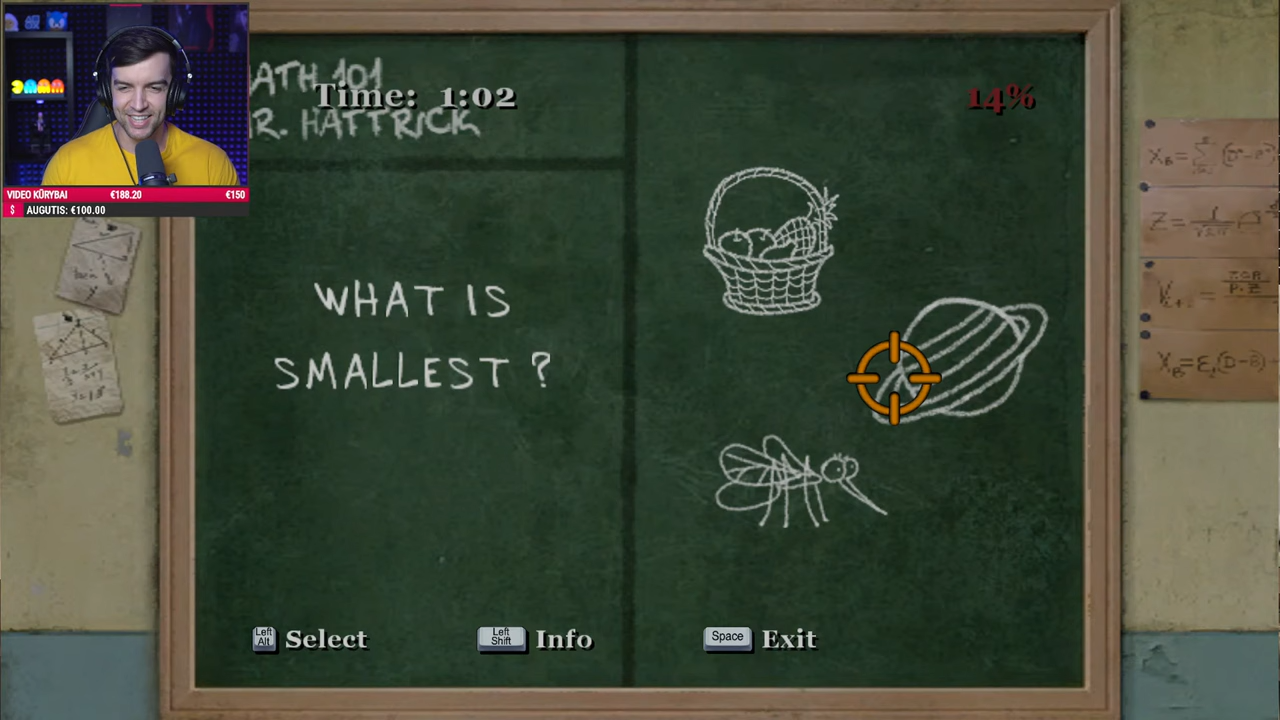 VIDEO KŪRYBAI €188.20 €150
$ AUGUTIS: €100.00
ATH 101
Time: 1:02
R. HATTRICK
14%
WHAT IS
SMALLEST ?
Left Alt Select
Left Shift Info
Space Exit